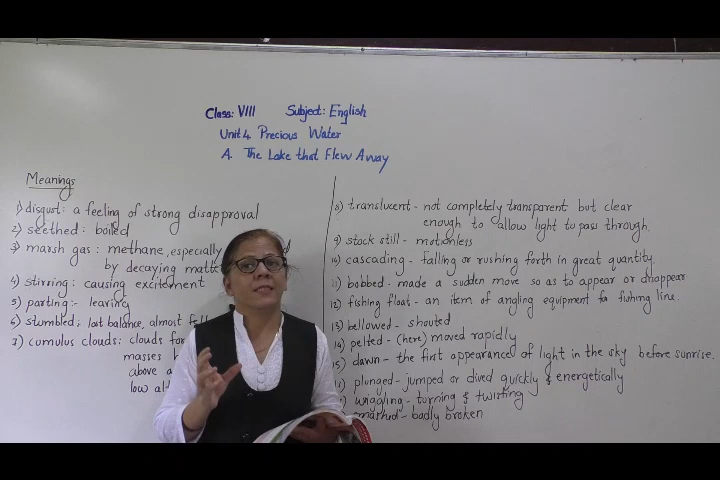 Class: VIII Subject: English
Unit 4. Precious Water
A. The Lake that Flew Away
Meanings
1) disgust: a feeling of strong disapproval
2) seethed: boiled
3) marsh gas: methane, especially
by decaying matt
4) stirring: causing excitement
5) parting:- leaving
6) stumbled: lost balance, almost fell
7) cumulus clouds: clouds for
masses
above a
low al
8) translucent - not completely transparent but clear
enough to allow light to pass through.
9) stock still - motionless
10) cascading - falling or rushing forth in great quantity.
11) bobbed - made a sudden move so as to appear or disappear
12) fishing float - an item of angling equipment for fishing line.
13) bellowed - shouted
14) pelted - (here) moved rapidly
15) dawn - the first appearance of light in the sky before sunrise.
plunged - jumped or dived quickly & energetically
wiggling - turning & twisting
smashed - badly broken